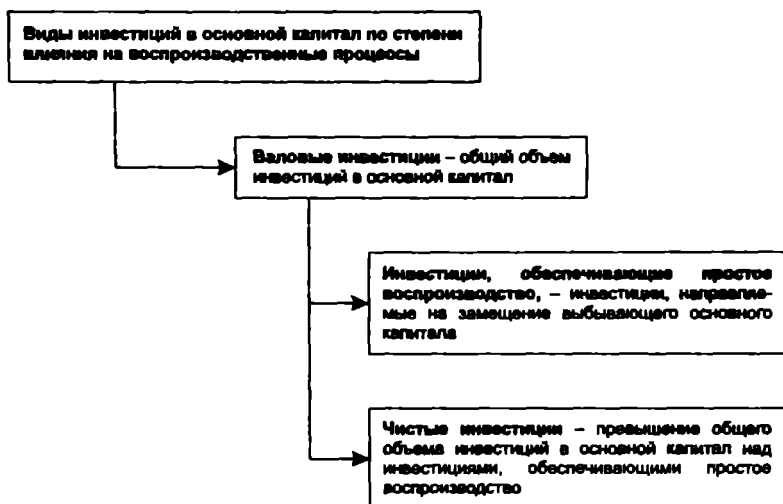 Виды инвестиций в основной капитал по степени
влияния на воспроизводственные процессы
Валовые инвестиции – общий объем
инвестиций в основной капитал
Инвестиции, обеспечивающие простое
воспроизводство, – инвестиции, направляе-
мые на замещение выбывающего основного
капитала
Чистые инвестиции – превышение общего
объема инвестиций в основной капитал над
инвестициями, обеспечивающими простое
воспроизводство